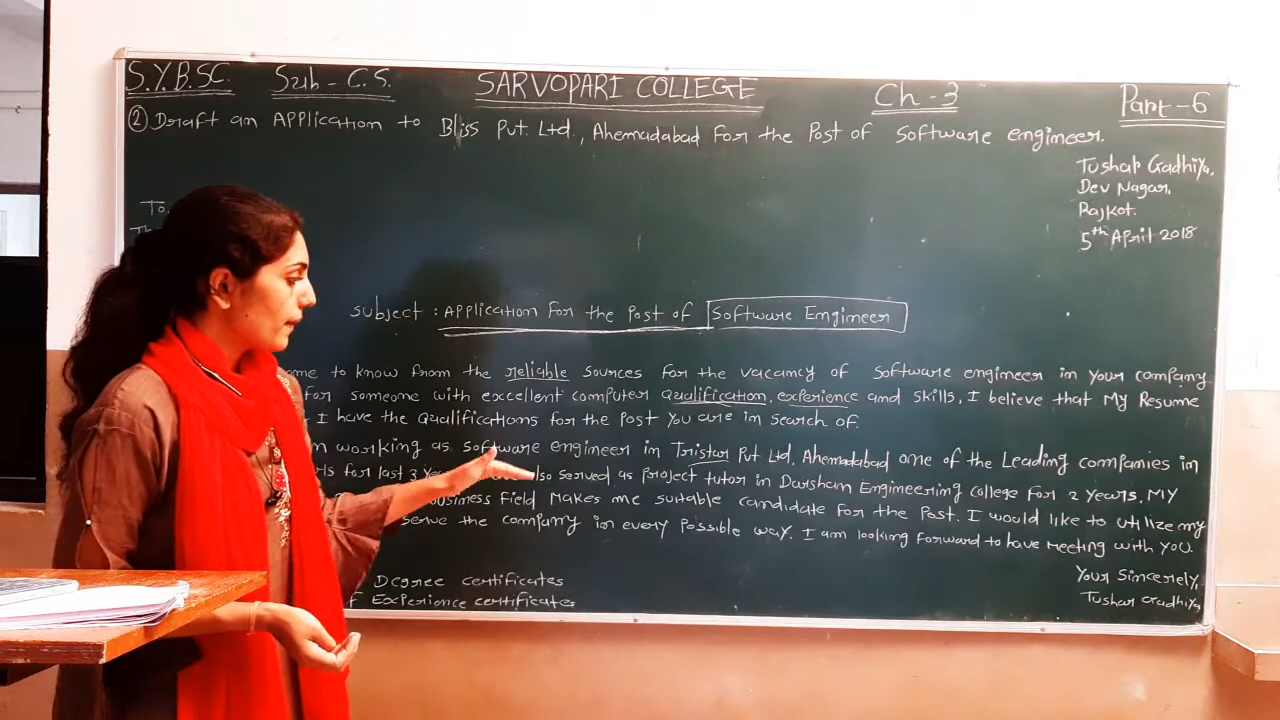 S.Y.B.SC. Sub - C.S. SARVOPARI COLLEGE Ch-3 Part-6
② Draft an Application to Bliss Pvt. Ltd., Ahemadabad For the Post of Software engineer.
Tushar Gadhiya,
Dev Nagar,
Rajkot.
5th April 2018
To,
Subject : Application For the Post of Software Engineer
come to know from the reliable sources for the vacancy of Software engineer in your company.
for someone with excellent computer qualification, experience and skills, I believe that My Resume
I have the Qualifications for the Post you are in Search of.
working as software engineer in Tristar Pvt Ltd. Ahemadabad one of the Leading companies in
for last 3 also served as Project tutor in Darshan Engineering College For 2 years. My
business field Makes me suitable candidate for the Post. I would like to utilize my
serve the company in every Possible way. I am looking forward to have Meeting with you.
Your Sincerely,
Tushar Gadhiya,
Degree certificates
Experience certificates